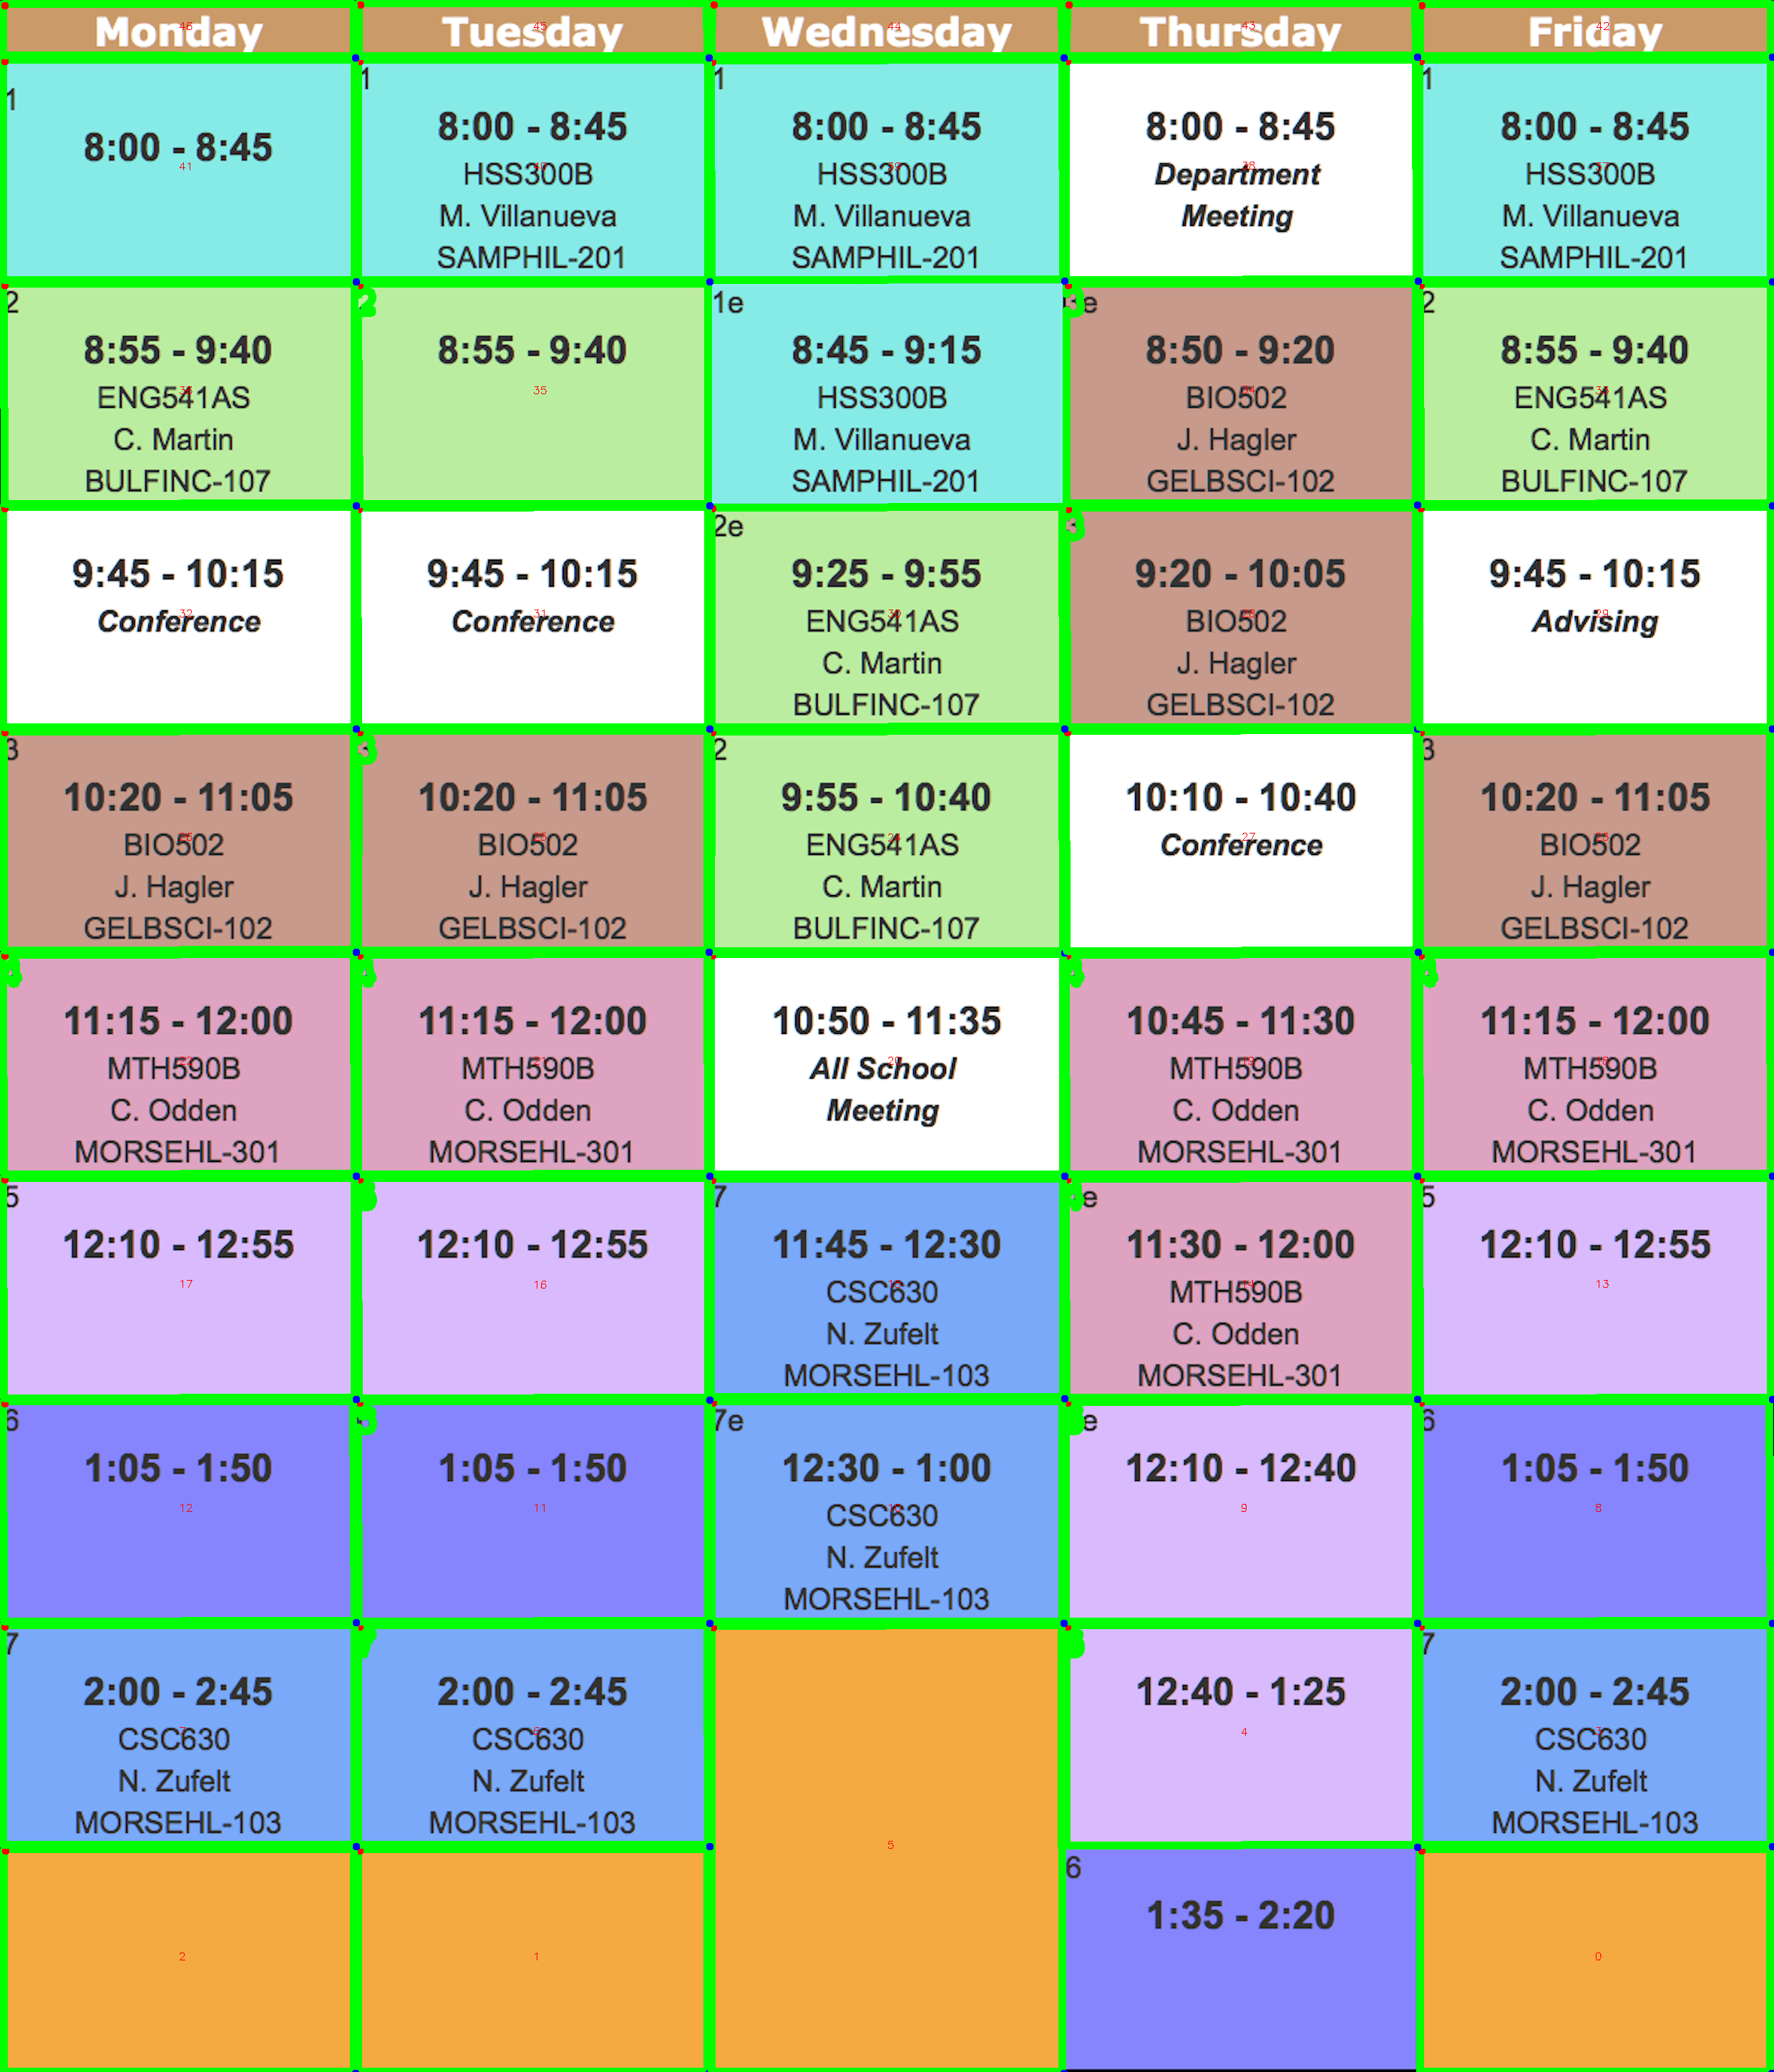 Monday Tuesday Wednesday Thursday Friday
1
8:00 - 8:45
1
8:00 - 8:45
HSS300B
M. Villanueva
SAMPHIL-201
1
8:00 - 8:45
HSS300B
M. Villanueva
SAMPHIL-201
8:00 - 8:45
Department
Meeting
1
8:00 - 8:45
HSS300B
M. Villanueva
SAMPHIL-201
2
8:55 - 9:40
ENG541AS
C. Martin
BULFINC-107
2
8:55 - 9:40
35
1e
8:45 - 9:15
HSS300B
M. Villanueva
SAMPHIL-201
3e
8:50 - 9:20
BIO502
J. Hagler
GELBSCI-102
2
8:55 - 9:40
ENG541AS
C. Martin
BULFINC-107
9:45 - 10:15
Conference
9:45 - 10:15
Conference
2e
9:25 - 9:55
ENG541AS
C. Martin
BULFINC-107
3
9:20 - 10:05
BIO502
J. Hagler
GELBSCI-102
9:45 - 10:15
Advising
3
10:20 - 11:05
BIO502
J. Hagler
GELBSCI-102
3
10:20 - 11:05
BIO502
J. Hagler
GELBSCI-102
2
9:55 - 10:40
ENG541AS
C. Martin
BULFINC-107
10:10 - 10:40
Conference
3
10:20 - 11:05
BIO502
J. Hagler
GELBSCI-102
11:15 - 12:00
MTH590B
C. Odden
MORSEHL-301
11:15 - 12:00
MTH590B
C. Odden
MORSEHL-301
10:50 - 11:35
All School
Meeting
10:45 - 11:30
MTH590B
C. Odden
MORSEHL-301
11:15 - 12:00
MTH590B
C. Odden
MORSEHL-301
5
12:10 - 12:55
17
12:10 - 12:55
16
7
11:45 - 12:30
CSC630
N. Zufelt
MORSEHL-103
e
11:30 - 12:00
MTH590B
C. Odden
MORSEHL-301
5
12:10 - 12:55
13
6
1:05 - 1:50
12
1:05 - 1:50
11
7e
12:30 - 1:00
CSC630
N. Zufelt
MORSEHL-103
e
12:10 - 12:40
9
6
1:05 - 1:50
8
7
2:00 - 2:45
CSC630
N. Zufelt
MORSEHL-103
2:00 - 2:45
CSC630
N. Zufelt
MORSEHL-103
5
12:40 - 1:25
4
7
2:00 - 2:45
CSC630
N. Zufelt
MORSEHL-103
2
1
6
1:35 - 2:20
0